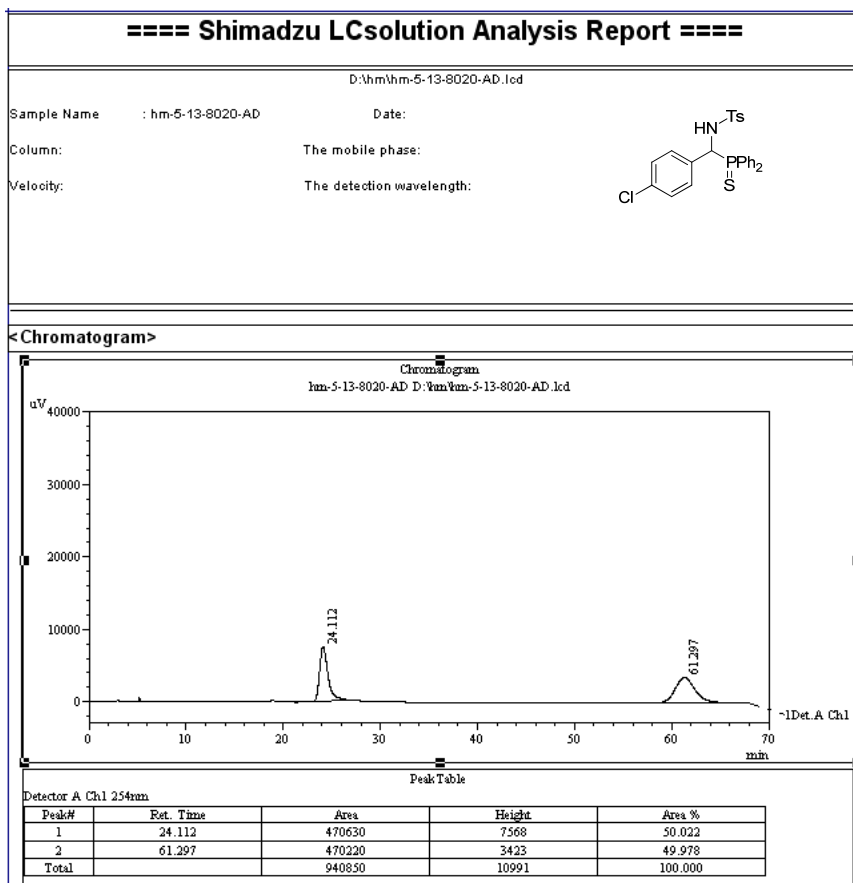 ==== Shimadzu LCsolution Analysis Report ====
D:\hm\hm-5-13-8020-AD.lcd
Sample Name : hm-5-13-8020-AD Date:
Column: The mobile phase:
Velocity: The detection wavelength:
HN Ts
PPh2
S
Cl
<Chromatogram>
Chromatogram
hm-5-13-8020-AD D:\hm\hm-5-13-8020-AD.lcd
uV
40000
30000
20000
10000
0
24.112
61.297
~1Det.A Ch1
0 10 20 30 40 50 60 70
min
PeakTable
Detector A Ch1 254nm
Peak# Ret. Time Area Height Area %
1 24.112 470630 7568 50.022
2 61.297 470220 3423 49.978
Total 940850 10991 100.000